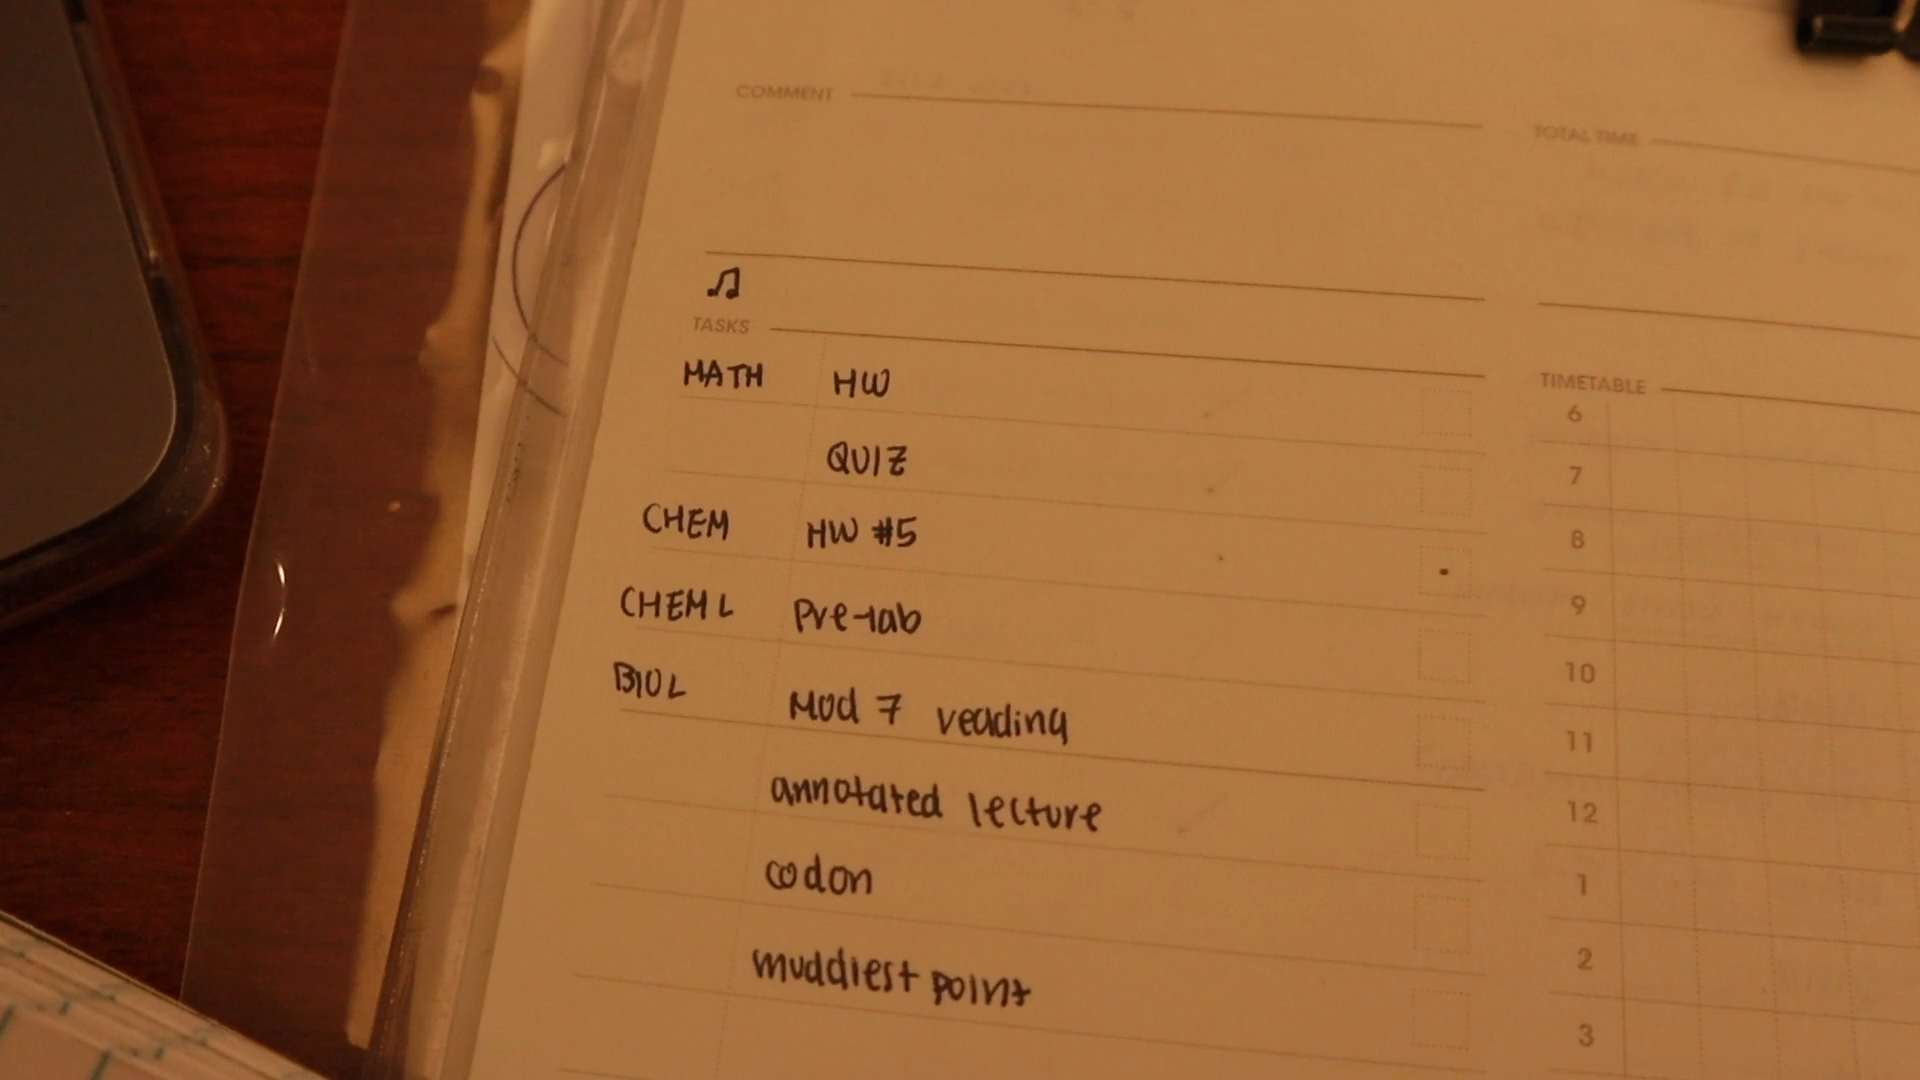 COMMENT
TOTAL TIME
♫
TASKS
MATH HW
QUIZ
CHEM HW #5
CHEM L Pre-lab
BIOL Mod 7 reading
annotated lecture
codon
muddiest point
TIMETABLE
6
7
8
9
10
11
12
1
2
3